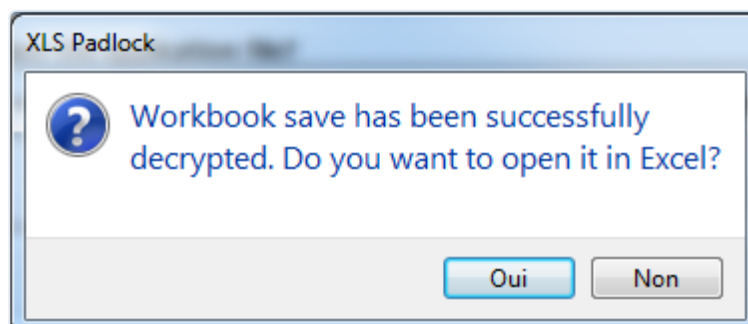 XLS Padlock
Workbook save has been successfully
decrypted. Do you want to open it in Excel?
Oui
Non